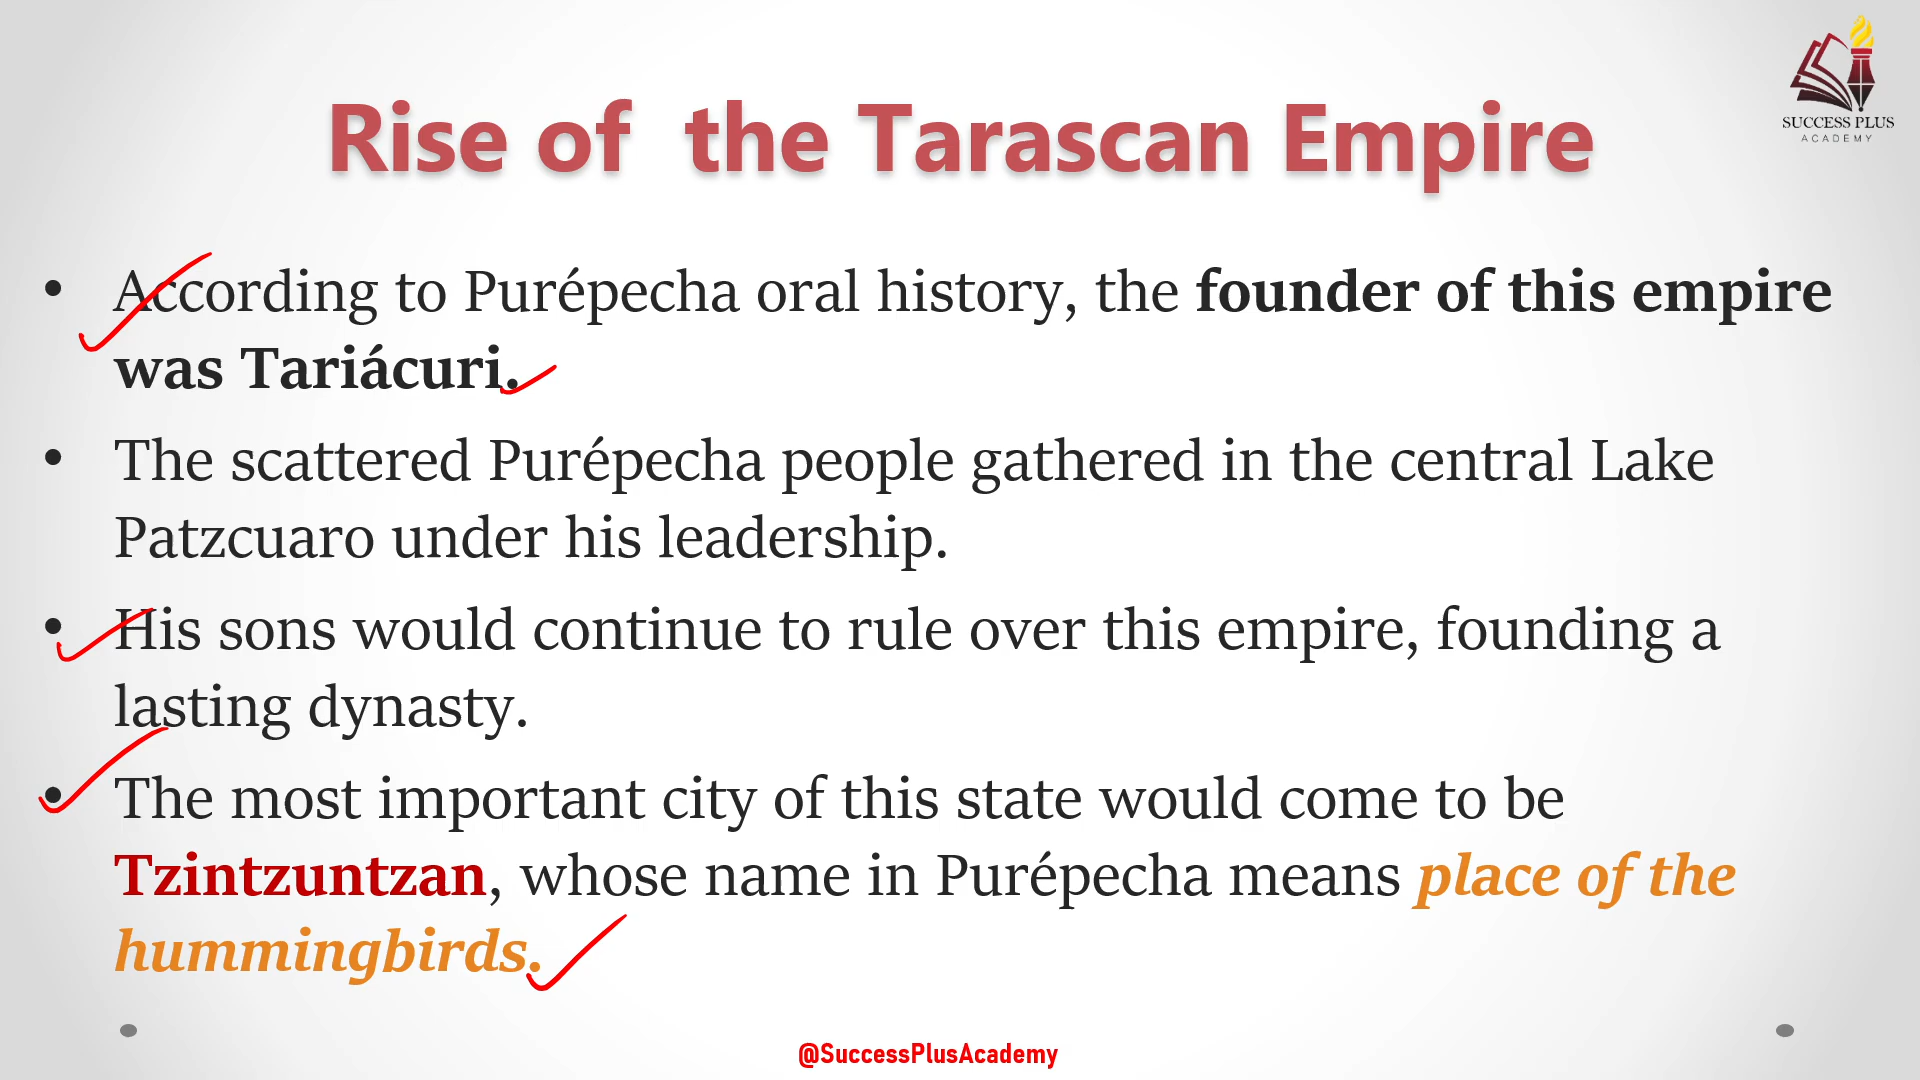 SUCCESS PLUS
ACADEMY
Rise of the Tarascan Empire
• According to Purépecha oral history, the founder of this empire
was Tariácuri.
• The scattered Purépecha people gathered in the central Lake
Patzcuaro under his leadership.
• His sons would continue to rule over this empire, founding a
lasting dynasty.
• The most important city of this state would come to be
Tzintzuntzan, whose name in Purépecha means place of the
hummingbirds.
@SuccessPlusAcademy